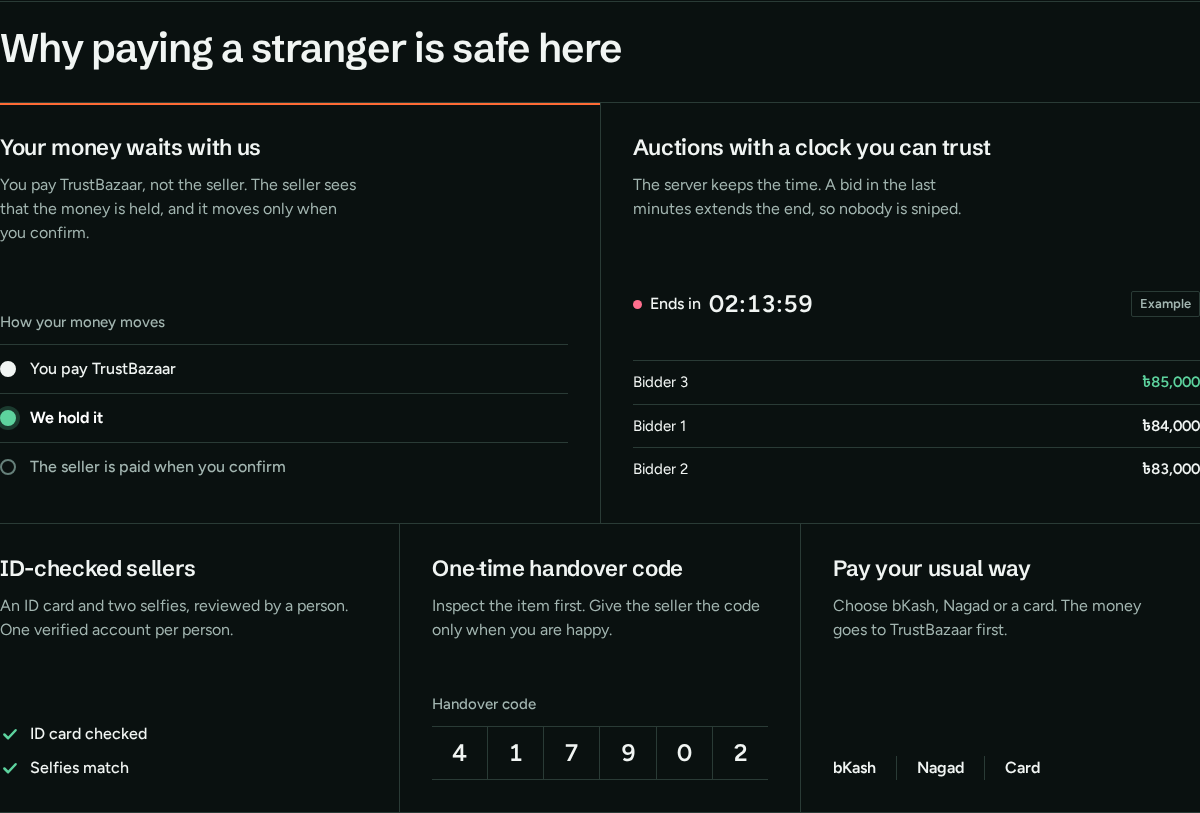 Why paying a stranger is safe here
Your money waits with us
You pay TrustBazaar, not the seller. The seller sees
that the money is held, and it moves only when
you confirm.
How your money moves
You pay TrustBazaar
We hold it
The seller is paid when you confirm
Auctions with a clock you can trust
The server keeps the time. A bid in the last
minutes extends the end, so nobody is sniped.
Ends in 02:13:59
Example
Bidder 3 ৳85,000
Bidder 1 ৳84,000
Bidder 2 ৳83,000
ID-checked sellers
An ID card and two selfies, reviewed by a person.
One verified account per person.
ID card checked
Selfies match
One-time handover code
Inspect the item first. Give the seller the code
only when you are happy.
Handover code
4 1 7 9 0 2
Pay your usual way
Choose bKash, Nagad or a card. The money
goes to TrustBazaar first.
bKash Nagad Card